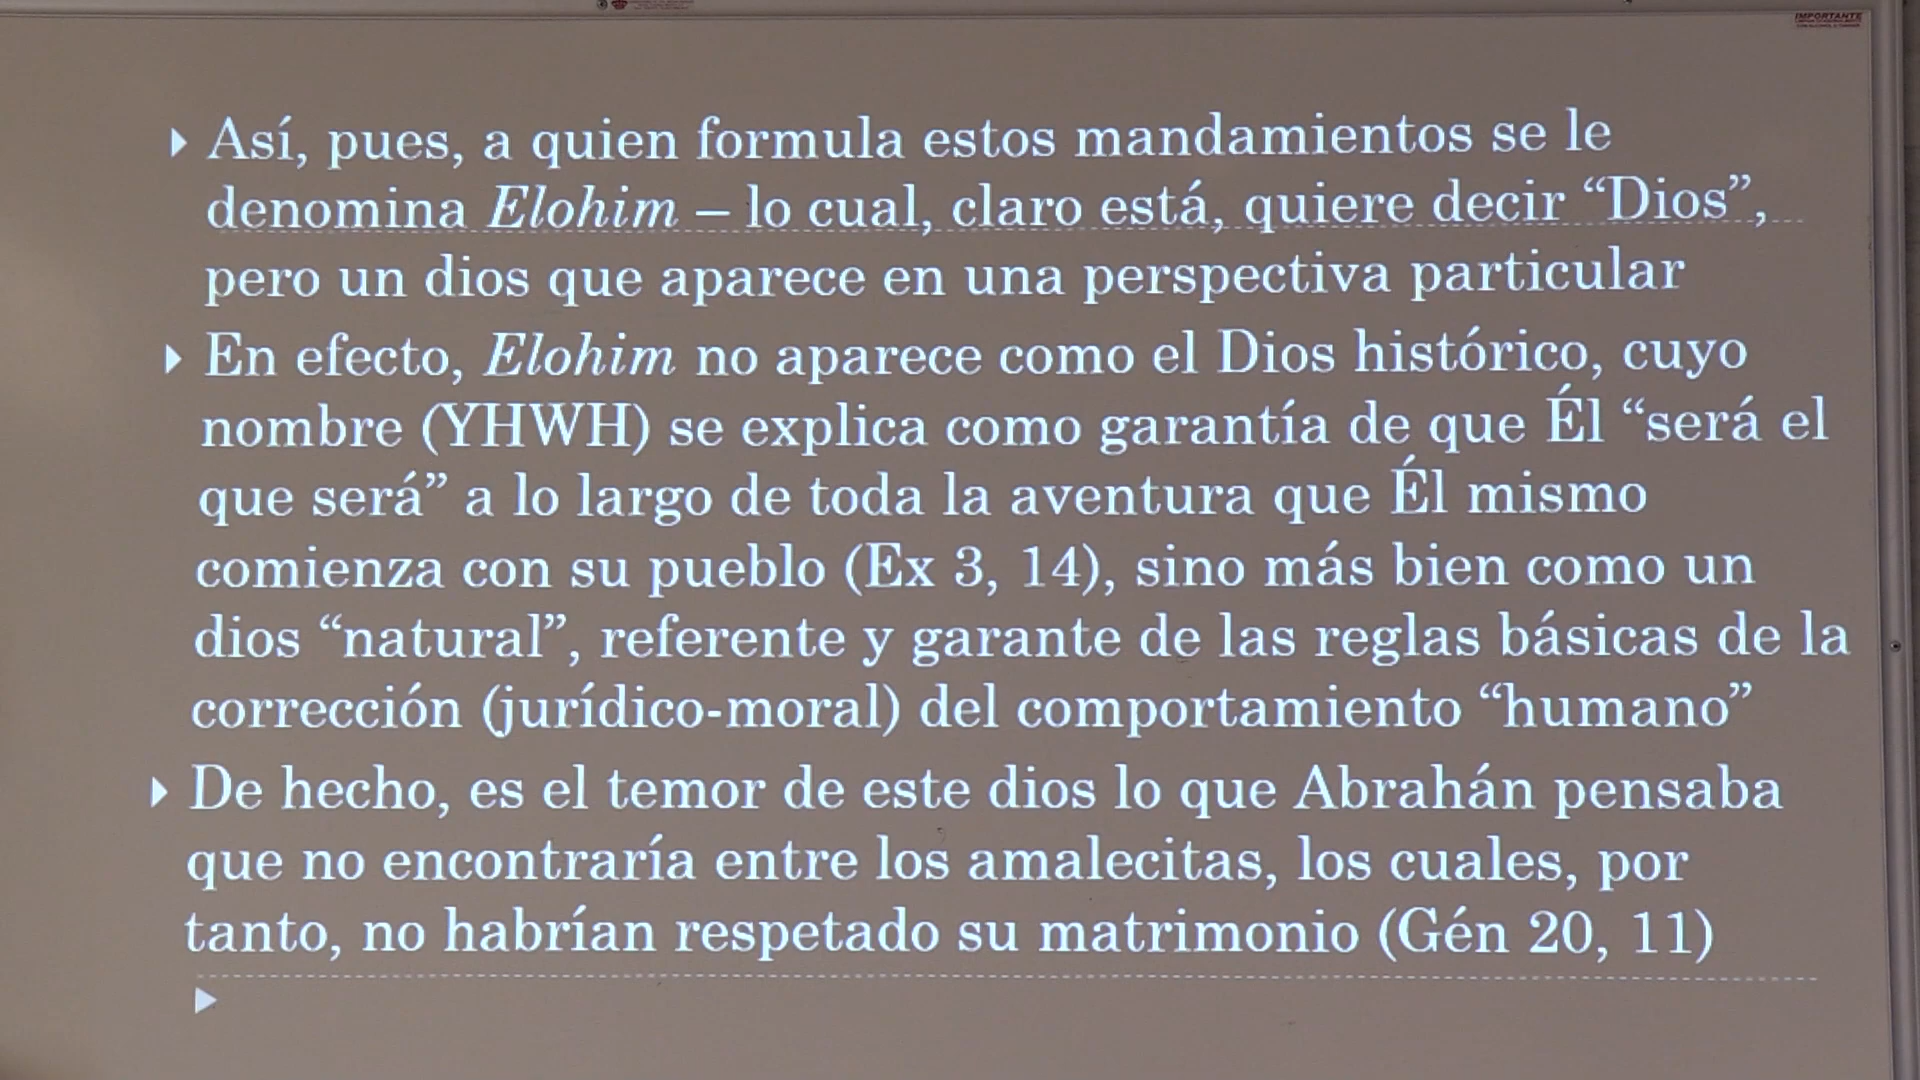 IMPORTANTE
Así, pues, a quien formula estos mandamientos se le
denomina Elohim – lo cual, claro está, quiere decir “Dios”,
pero un dios que aparece en una perspectiva particular
En efecto, Elohim no aparece como el Dios histórico, cuyo
nombre (YHWH) se explica como garantía de que Él “será el
que será” a lo largo de toda la aventura que Él mismo
comienza con su pueblo (Ex 3, 14), sino más bien como un
dios “natural”, referente y garante de las reglas básicas de la
corrección (jurídico-moral) del comportamiento “humano”
De hecho, es el temor de este dios lo que Abrahán pensaba
que no encontraría entre los amalecitas, los cuales, por
tanto, no habrían respetado su matrimonio (Gén 20, 11)